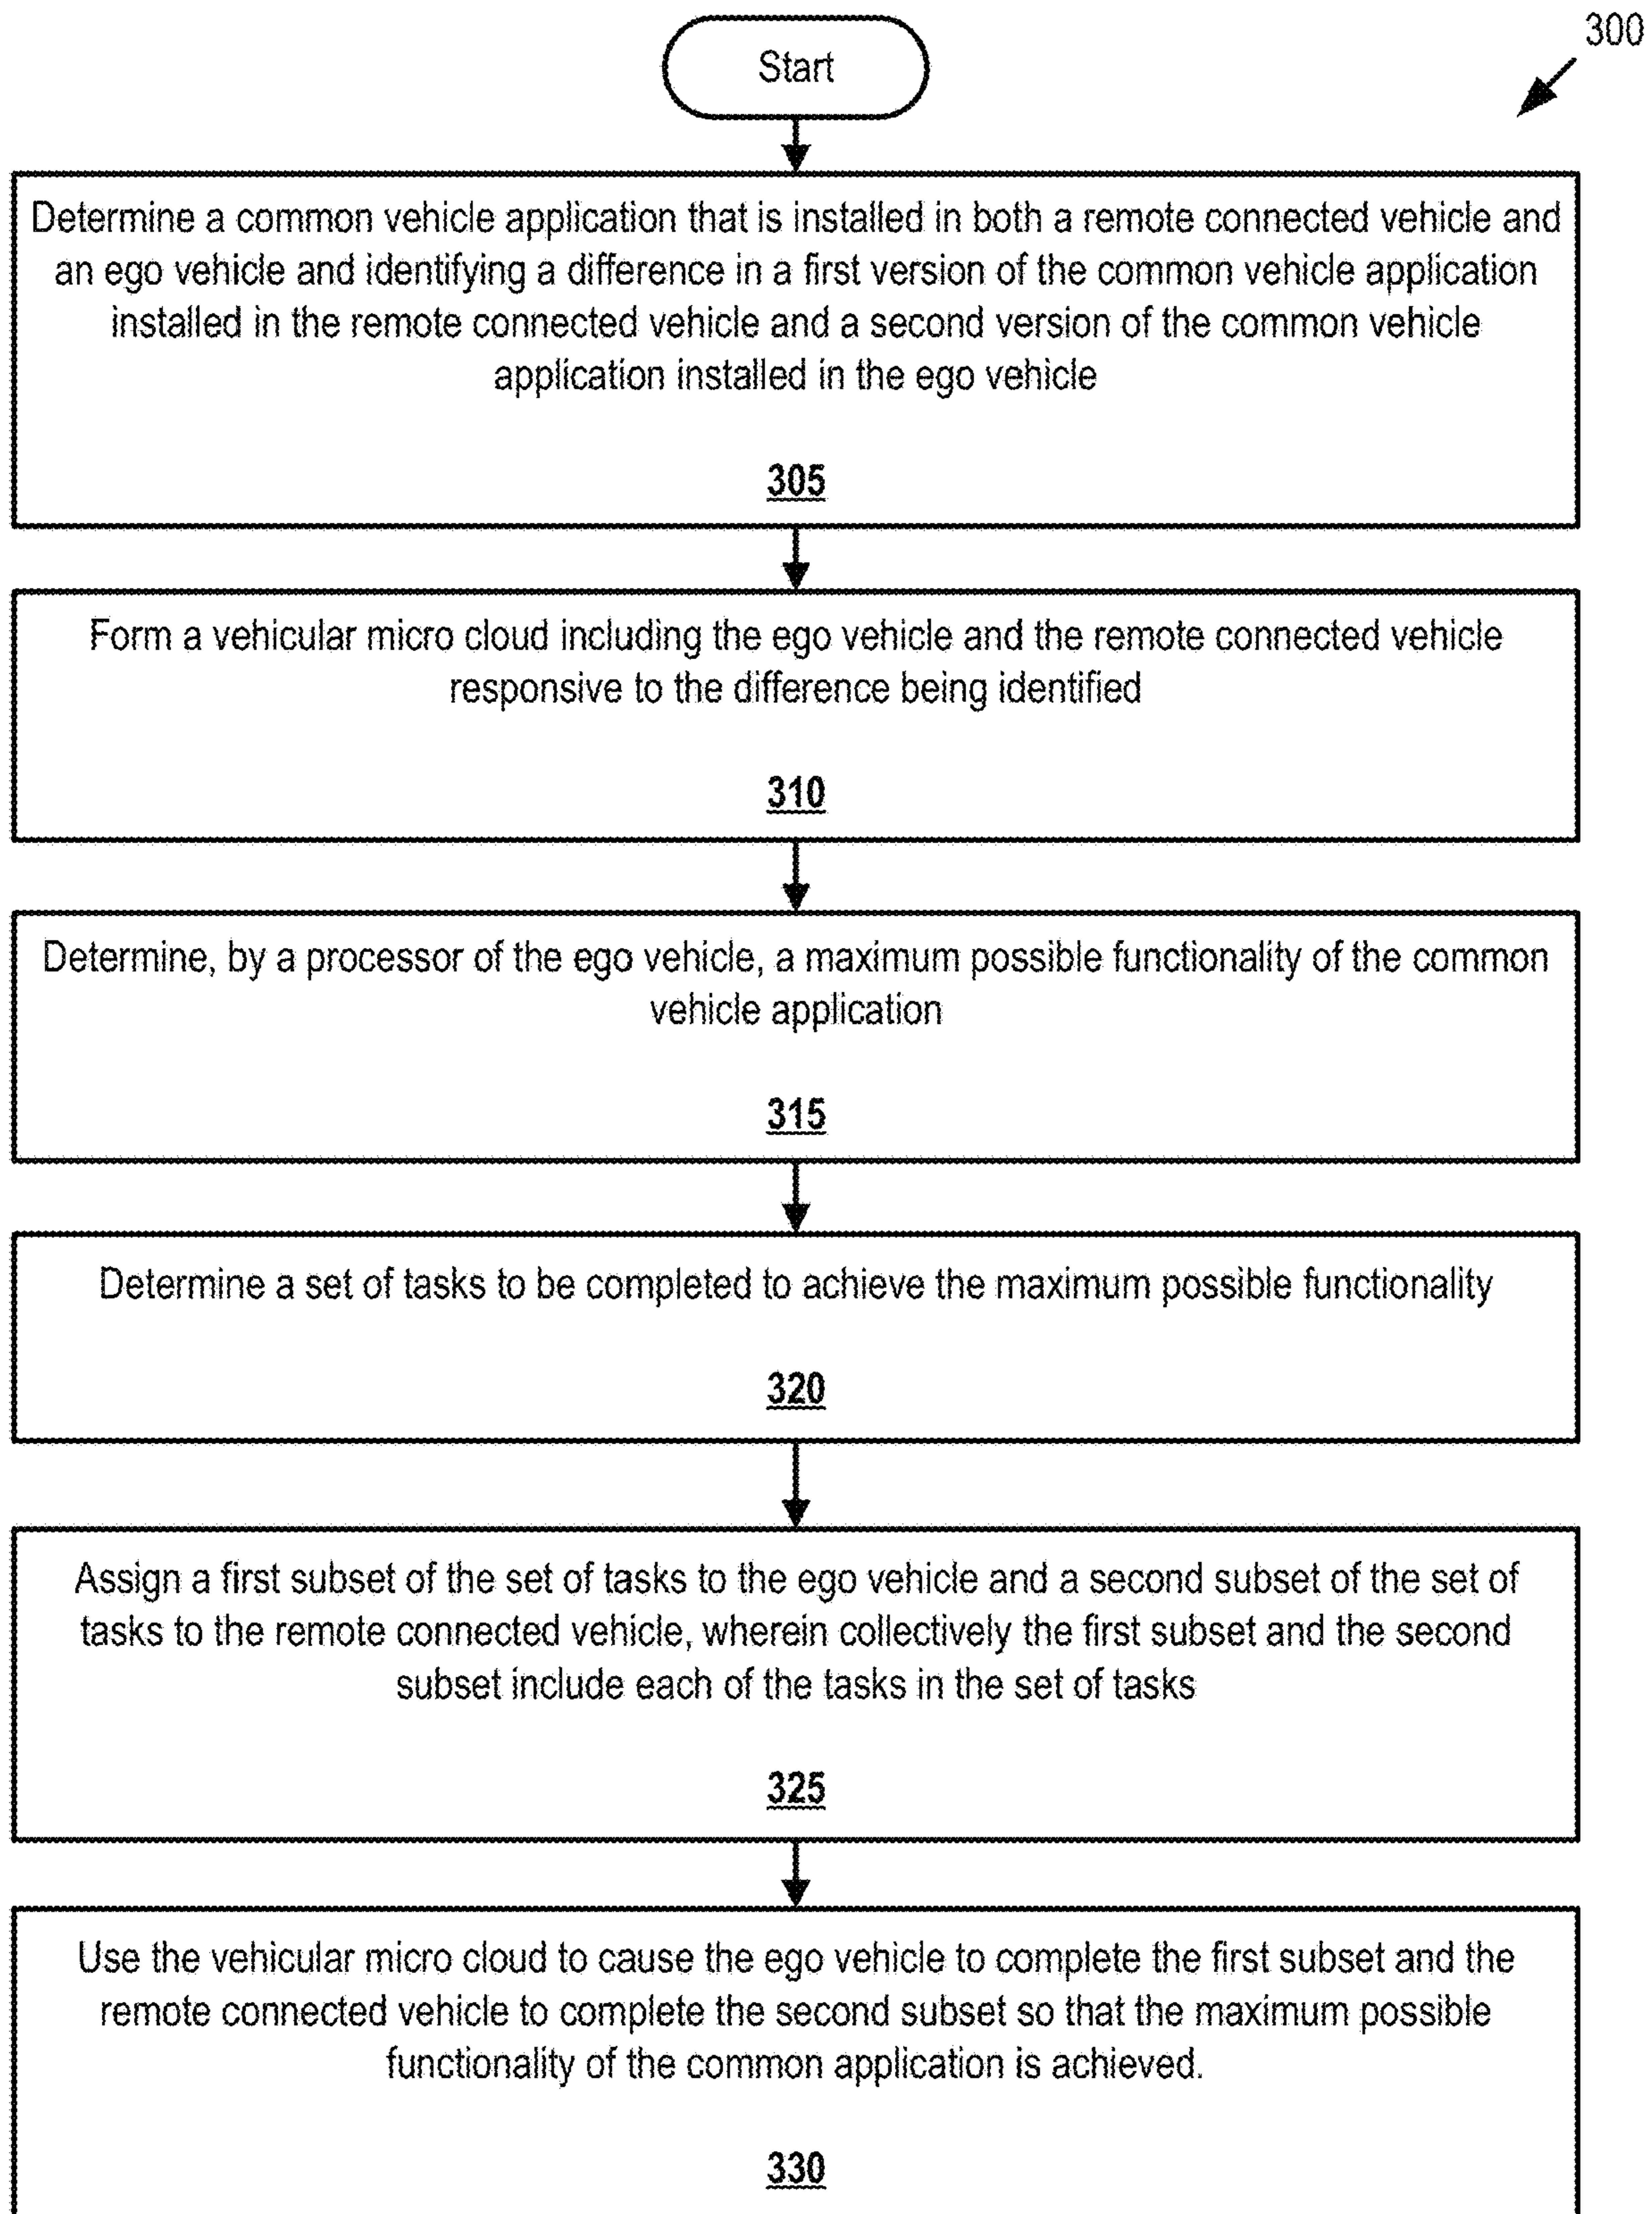 300
Start
Determine a common vehicle application that is installed in both a remote connected vehicle and
an ego vehicle and identifying a difference in a first version of the common vehicle application
installed in the remote connected vehicle and a second version of the common vehicle
application installed in the ego vehicle
305
Form a vehicular micro cloud including the ego vehicle and the remote connected vehicle
responsive to the difference being identified
310
Determine, by a processor of the ego vehicle, a maximum possible functionality of the common
vehicle application
315
Determine a set of tasks to be completed to achieve the maximum possible functionality
320
Assign a first subset of the set of tasks to the ego vehicle and a second subset of the set of
tasks to the remote connected vehicle, wherein collectively the first subset and the second
subset include each of the tasks in the set of tasks
325
Use the vehicular micro cloud to cause the ego vehicle to complete the first subset and the
remote connected vehicle to complete the second subset so that the maximum possible
functionality of the common application is achieved.
330